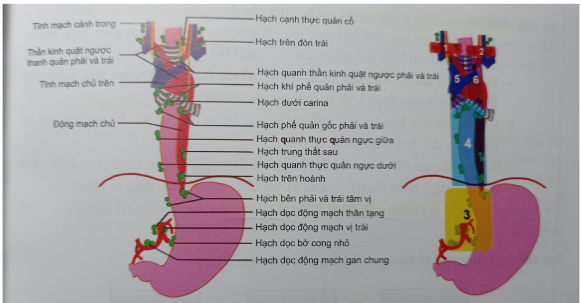 Tĩnh mạch cảnh trong
Thần kinh quặt ngược
thanh quản phải và trái
Tĩnh mạch chủ trên
Động mạch chủ
Hạch cạnh thực quản cổ
Hạch trên đòn trái
Hạch quanh thần kinh quặt ngược phải và trái
Hạch khí phế quản phải và trái
Hạch dưới carina
Hạch phế quản gốc phải và trái
Hạch quanh thực quản ngực giữa
Hạch trung thất sau
Hạch quanh thực quản ngực dưới
Hạch trên hoành
Hạch bên phải và trái tâm vị
Hạch dọc động mạch thân tạng
Hạch dọc động mạch vị trái
Hạch dọc bờ cong nhỏ
Hạch dọc động mạch gan chung
1 2
5 6
4
3